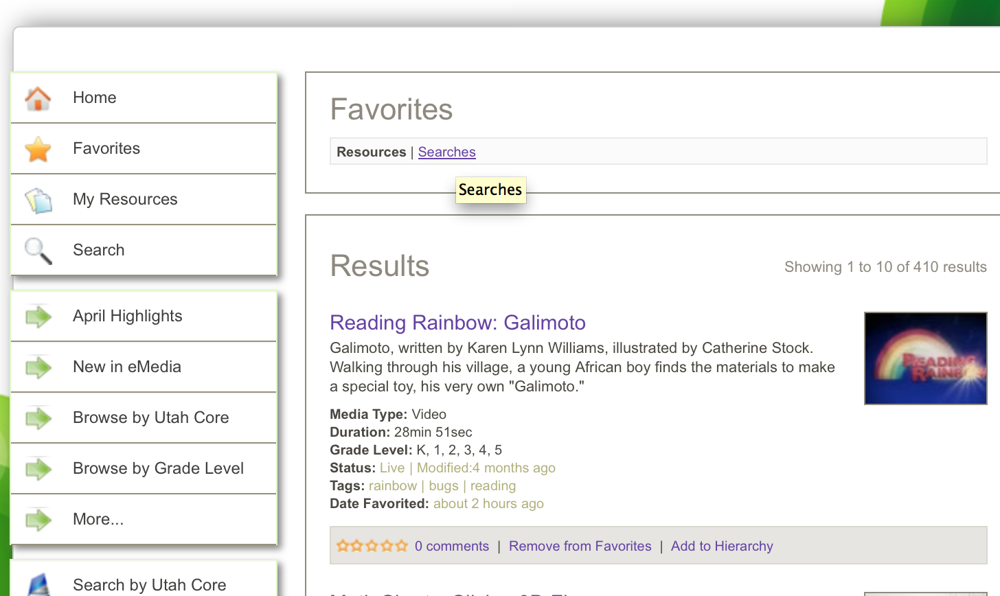 Home
Favorites
My Resources
Search
April Highlights
New in eMedia
Browse by Utah Core
Browse by Grade Level
More...
Search by Utah Core
Favorites
Resources | Searches
Searches
Results
Showing 1 to 10 of 410 results
Reading Rainbow: Galimoto
Galimoto, written by Karen Lynn Williams, illustrated by Catherine Stock.
Walking through his village, a young African boy finds the materials to make
a special toy, his very own "Galimoto."
READING
RAINBOW
Media Type: Video
Duration: 28min 51sec
Grade Level: K, 1, 2, 3, 4, 5
Status: Live | Modified:4 months ago
Tags: rainbow | bugs | reading
Date Favorited: about 2 hours ago
0 comments | Remove from Favorites | Add to Hierarchy